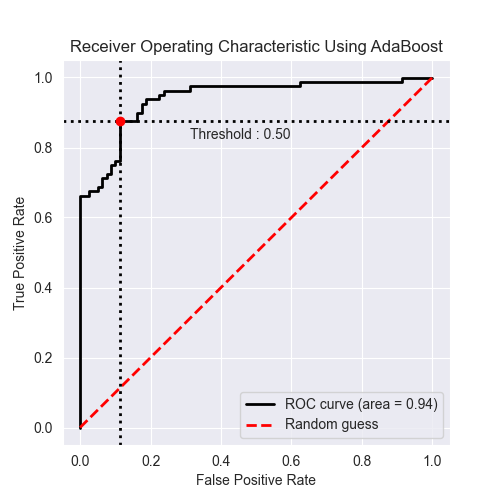 Receiver Operating Characteristic Using AdaBoost
1.0
0.8
0.6
0.4
0.2
0.0
True Positive Rate
Threshold : 0.50
ROC curve (area = 0.94)
Random guess
0.0 0.2 0.4 0.6 0.8 1.0
False Positive Rate